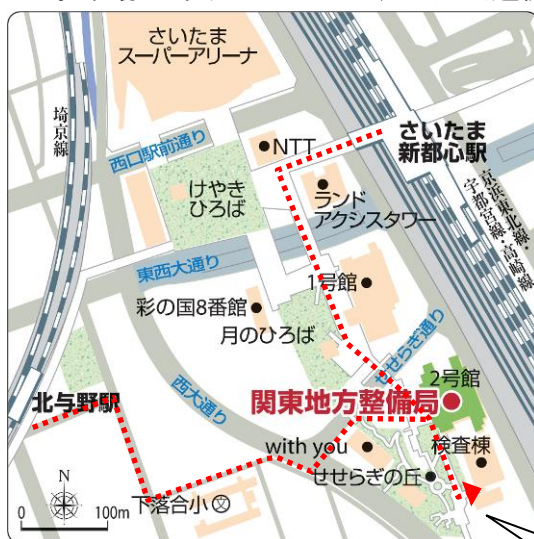 さいたま
スーパーアリーナ
埼京線
西口駅前通り
NTT
さいたま
新都心駅
けやき
ひろば
ランド
アクシスタワー
京浜東北線・
宇都宮線・高崎線
東西大通り
1号館
彩の国8番館
月のひろば
せせらぎ通り
2号館
北与野駅
西大通り
関東地方整備局
with you
検査棟
せせらぎの丘
N
下落合小 文
0 100m